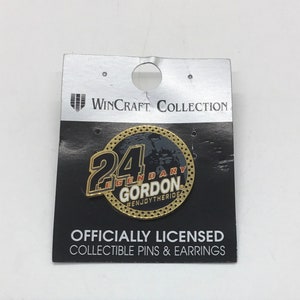 WINCRAFT COLLECTION
24
LEGENDARY
GORDON
#ENJOYTHERIDE
OFFICIALLY LICENSED
COLLECTIBLE PINS & EARRINGS